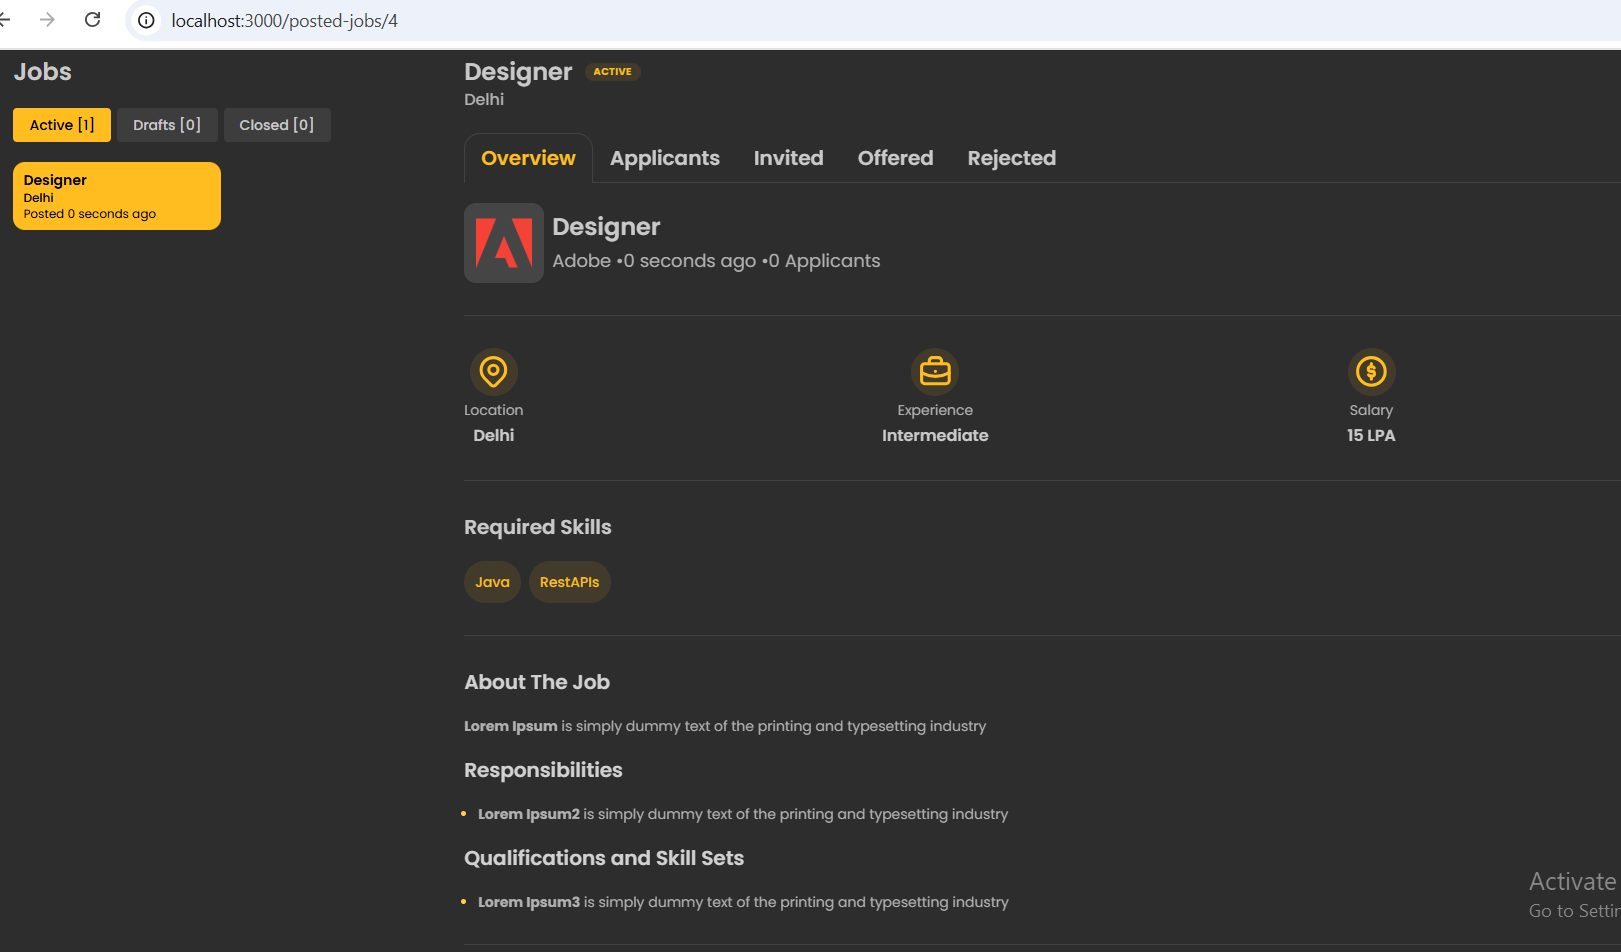 localhost:3000/posted-jobs/4
Jobs
Active [1] Drafts [0] Closed [0]
Designer
Delhi
Posted 0 seconds ago
Designer ACTIVE
Delhi
Overview Applicants Invited Offered Rejected
Designer
Adobe •0 seconds ago •0 Applicants
Location Experience Salary
Delhi Intermediate 15 LPA
Required Skills
Java RestAPIs
About The Job
Lorem Ipsum is simply dummy text of the printing and typesetting industry
Responsibilities
• Lorem Ipsum2 is simply dummy text of the printing and typesetting industry
Qualifications and Skill Sets
• Lorem Ipsum3 is simply dummy text of the printing and typesetting industry
Activate
Go to